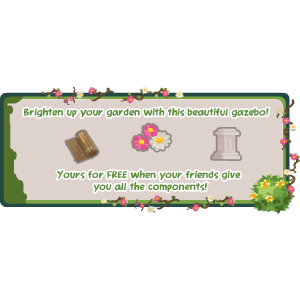 Brighten up your garden with this beautiful gazebo!
Yours for FREE when your friends give
you all the components!